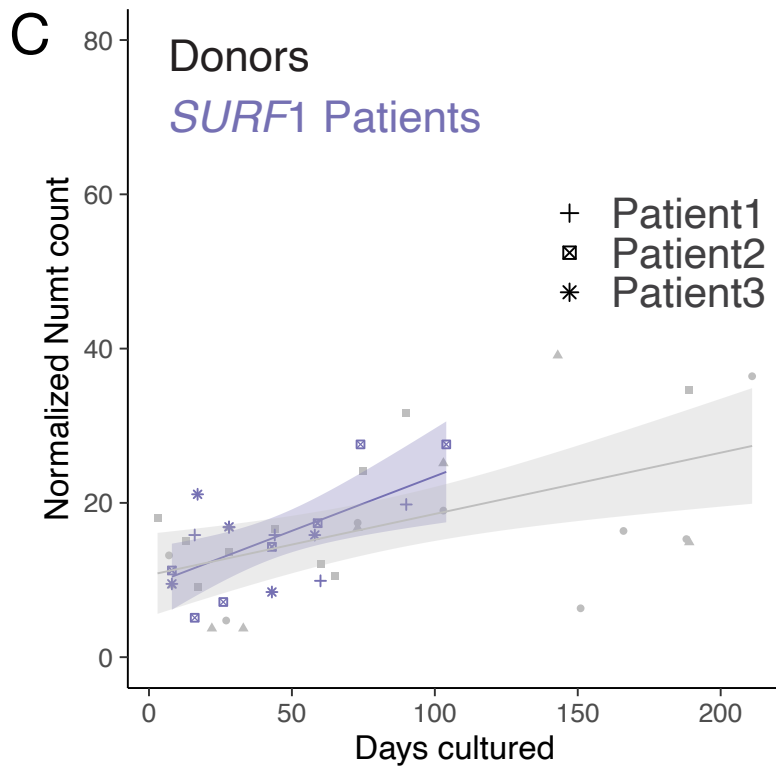 C
Donors
SURF1 Patients
Patient1
Patient2
Patient3
Normalized Numt count
80
60
40
20
0
0 50 100 150 200
Days cultured